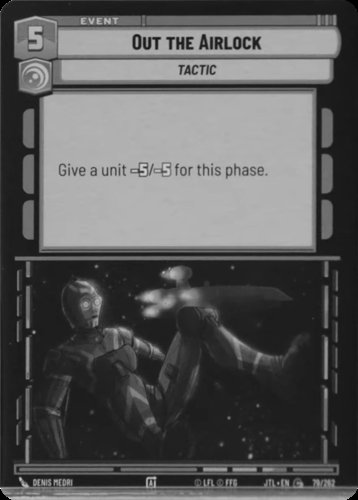 EVENT
5
OUT THE AIRLOCK
TACTIC
Give a unit -5/-5 for this phase.
DENIS MEDRI
© LFL © FFG
JTL • EN
79/262